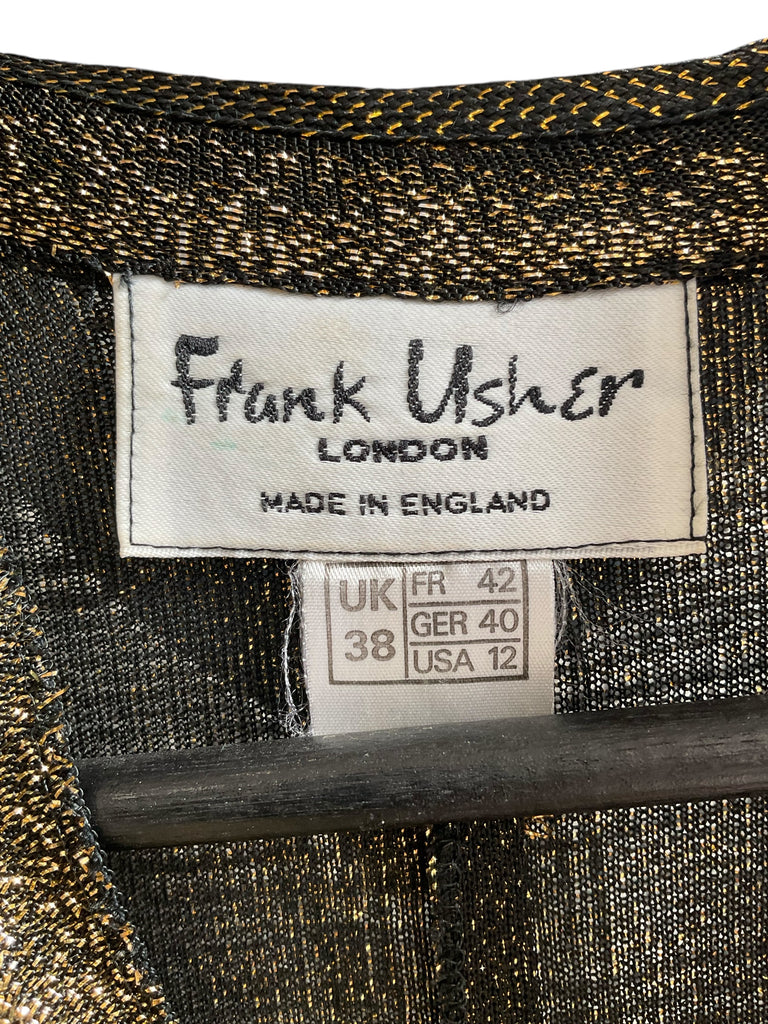 Frank Usher
LONDON
MADE IN ENGLAND
UK 38
FR 42
GER 40
USA 12